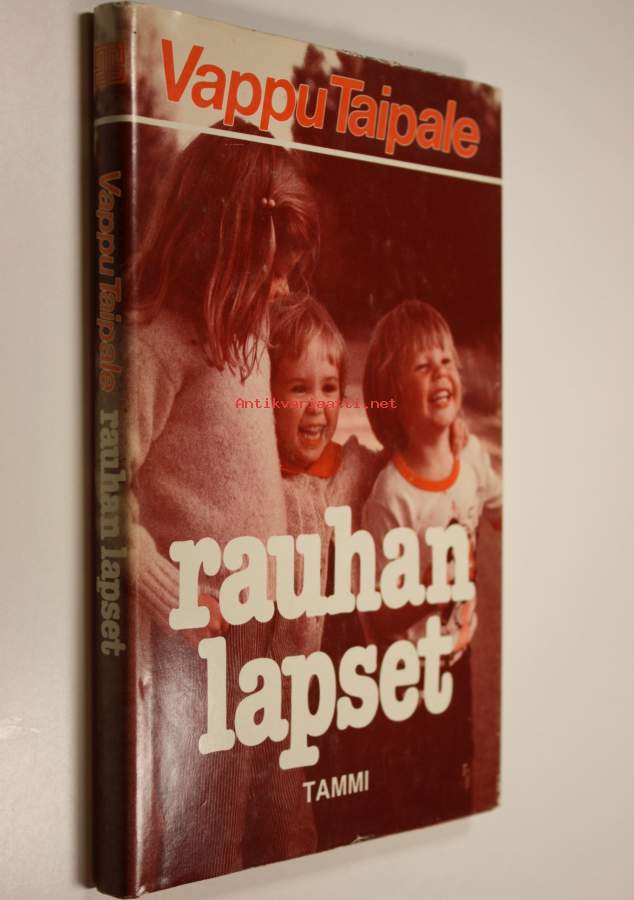 Vappu Taipale
rauhan
lapset
TAMMI
Vappu Taipale rauhan lapset
Antikvariaatti.net